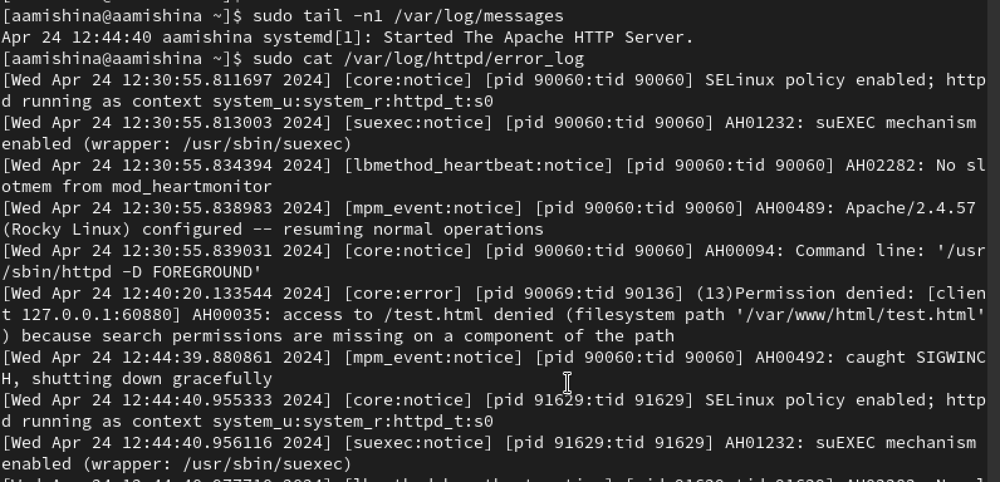 [aamishina@aamishina ~]$ sudo tail -n1 /var/log/messages
Apr 24 12:44:40 aamishina systemd[1]: Started The Apache HTTP Server.
[aamishina@aamishina ~]$ sudo cat /var/log/httpd/error_log
[Wed Apr 24 12:30:55.811697 2024] [core:notice] [pid 90060:tid 90060] SELinux policy enabled; http
d running as context system_u:system_r:httpd_t:s0
[Wed Apr 24 12:30:55.813003 2024] [suexec:notice] [pid 90060:tid 90060] AH01232: suEXEC mechanism
enabled (wrapper: /usr/sbin/suexec)
[Wed Apr 24 12:30:55.834394 2024] [lbmethod_heartbeat:notice] [pid 90060:tid 90060] AH02282: No sl
otmem from mod_heartmonitor
[Wed Apr 24 12:30:55.838983 2024] [mpm_event:notice] [pid 90060:tid 90060] AH00489: Apache/2.4.57
(Rocky Linux) configured -- resuming normal operations
[Wed Apr 24 12:30:55.839031 2024] [core:notice] [pid 90060:tid 90060] AH00094: Command line: '/usr
/sbin/httpd -D FOREGROUND'
[Wed Apr 24 12:40:20.133544 2024] [core:error] [pid 90069:tid 90136] (13)Permission denied: [clien
t 127.0.0.1:60880] AH00035: access to /test.html denied (filesystem path '/var/www/html/test.html'
) because search permissions are missing on a component of the path
[Wed Apr 24 12:44:39.880861 2024] [mpm_event:notice] [pid 90060:tid 90060] AH00492: caught SIGWINC
H, shutting down gracefully
[Wed Apr 24 12:44:40.955333 2024] [core:notice] [pid 91629:tid 91629] SELinux policy enabled; http
d running as context system_u:system_r:httpd_t:s0
[Wed Apr 24 12:44:40.956116 2024] [suexec:notice] [pid 91629:tid 91629] AH01232: suEXEC mechanism
enabled (wrapper: /usr/sbin/suexec)